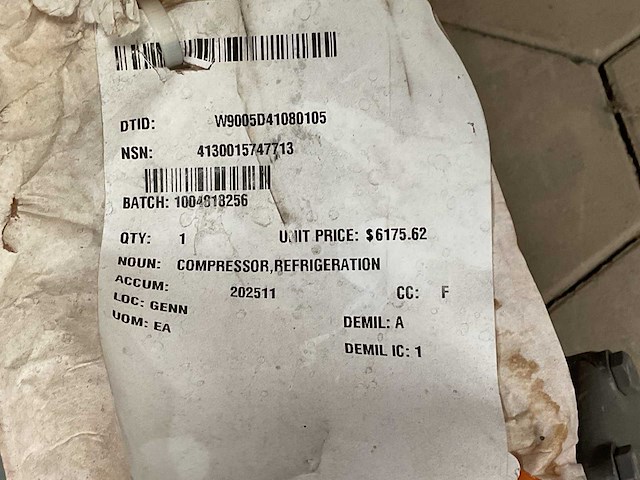 DTID: W9005D41080105
NSN: 4130015747713
BATCH: 1004818256
QTY: 1 UNIT PRICE: $6175.62
NOUN: COMPRESSOR,REFRIGERATION
ACCUM: 202511 CC: F
LOC: GENN
UOM: EA DEMIL: A
DEMIL IC: 1